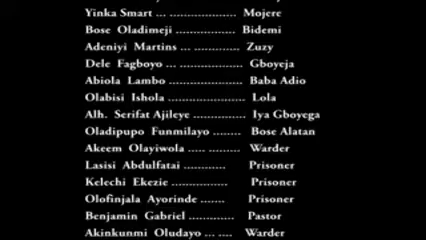 Yinka Smart ... .................... Mojere
Bose Oladimeji ................. Bidemi
Adeniyi Martins ... .............. Zuzy
Dele Fagboyo ... ................. Gboyeja
Abiola Lambo ..................... Baba Adio
Olabisi Ishola ...................... Lola
Alh. Serifat Ajileye ............... Iya Gboyega
Oladipupo Funmilayo ........ Bose Alatan
Akeem Olayiwola ..... ......... Warder
Lasisi Abdulfatai ............ Prisoner
Kelechi Ekezie ................ Prisoner
Olofinjala Ayorinde ....... Prisoner
Benjamin Gabriel ............. Pastor
Akinkunmi Oludayo ... .... Warder